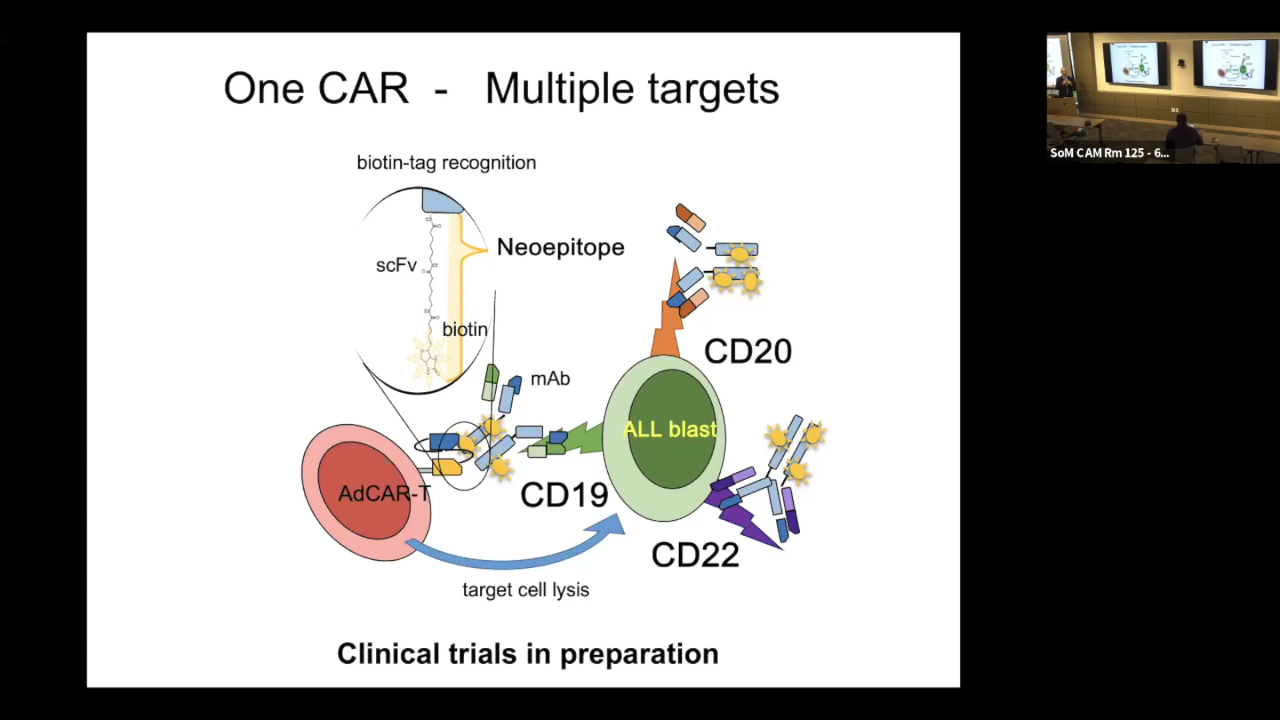 One CAR - Multiple targets
biotin-tag recognition
Neoepitope
scFv
biotin
mAb
CD20
ALL blast
AdCAR-T
CD19
CD22
target cell lysis
Clinical trials in preparation
SoM CAM Rm 125 - 6...